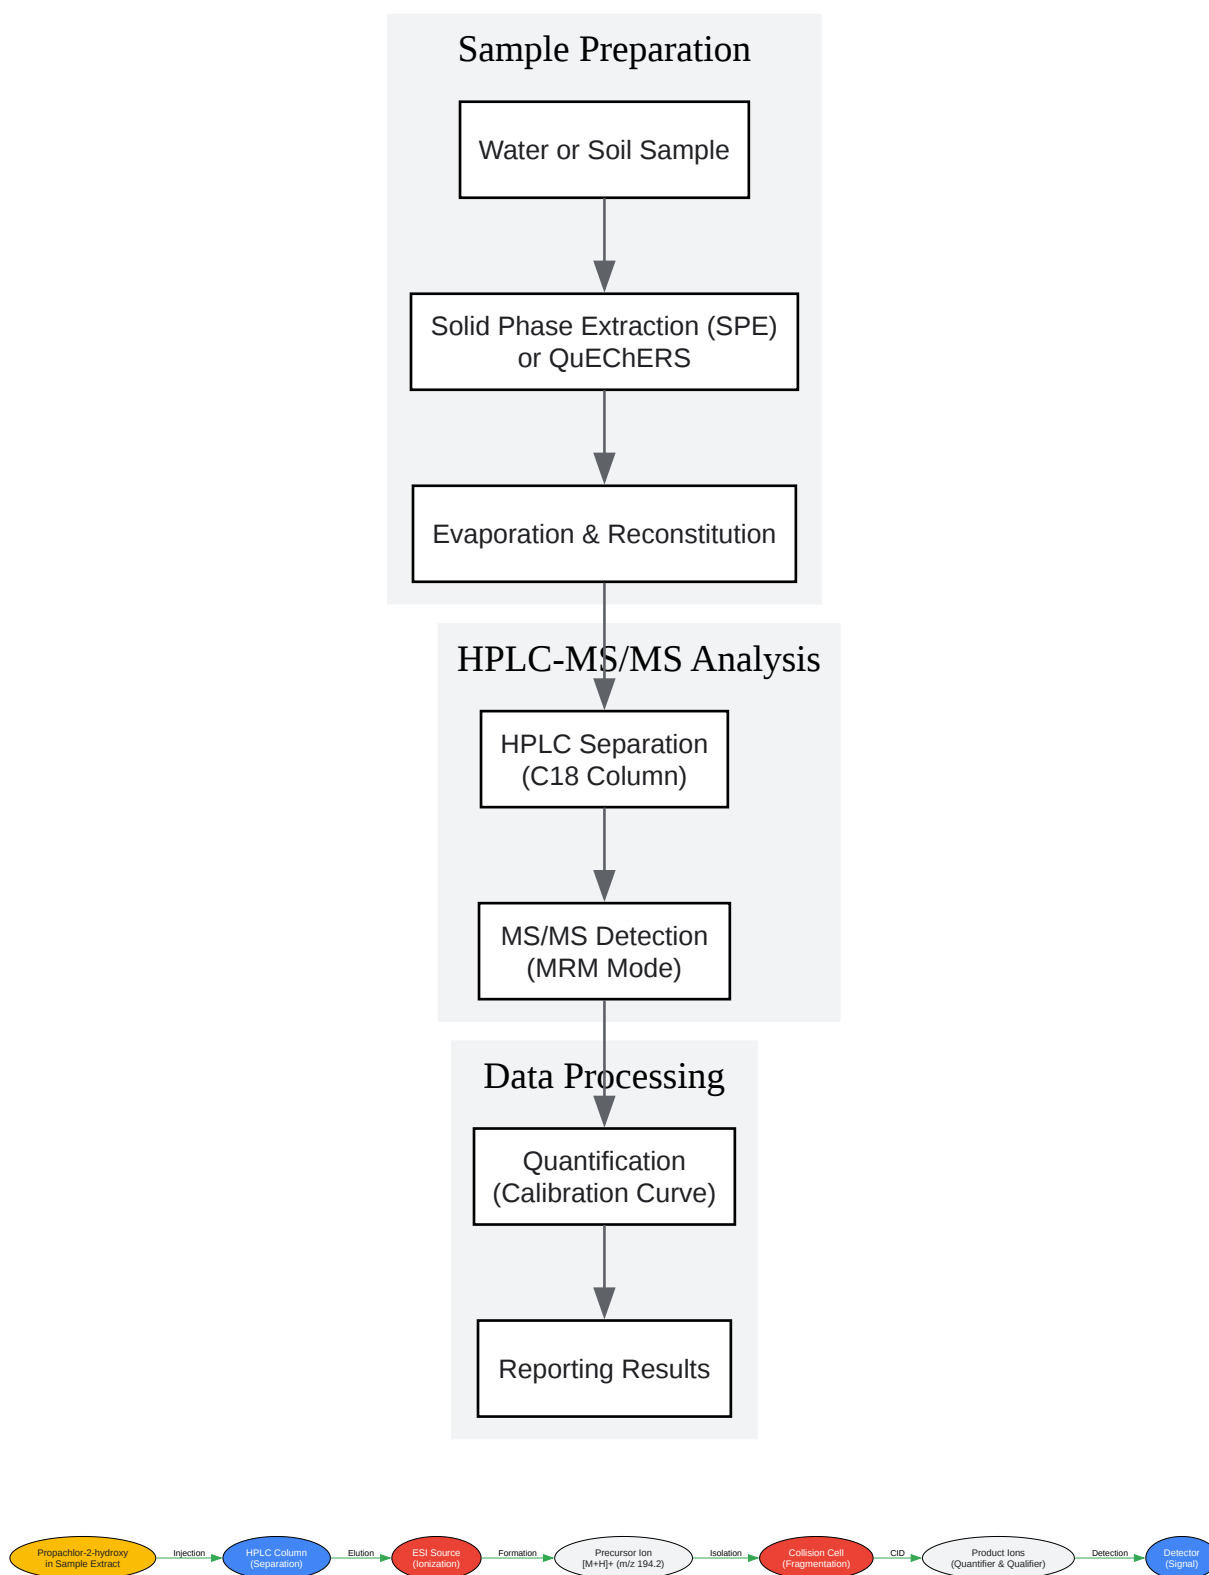 Sample Preparation
Water or Soil Sample
Solid Phase Extraction (SPE)
or QuEChERS
Evaporation & Reconstitution
HPLC-MS/MS Analysis
HPLC Separation
(C18 Column)
MS/MS Detection
(MRM Mode)
Data Processing
Quantification
(Calibration Curve)
Reporting Results
Propachlor-2-hydroxy
in Sample Extract
Injection
HPLC Column
(Separation)
Elution
ESI Source
(Ionization)
Formation
Precursor Ion
[M+H]+ (m/z 194.2)
Isolation
Collision Cell
(Fragmentation)
CID
Product Ions
(Quantifier & Qualifier)
Detection
Detector
(Signal)